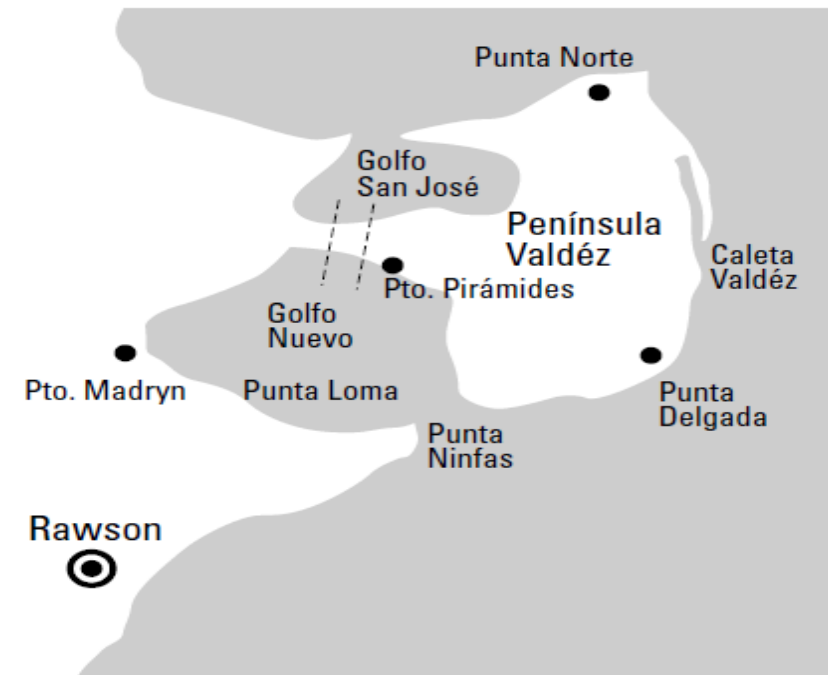 Punta Norte
Golfo
San José
Península
Valdéz
Caleta
Valdéz
Pto. Pirámides
Golfo
Nuevo
Pto. Madryn
Punta Loma
Punta
Delgada
Punta
Ninfas
Rawson